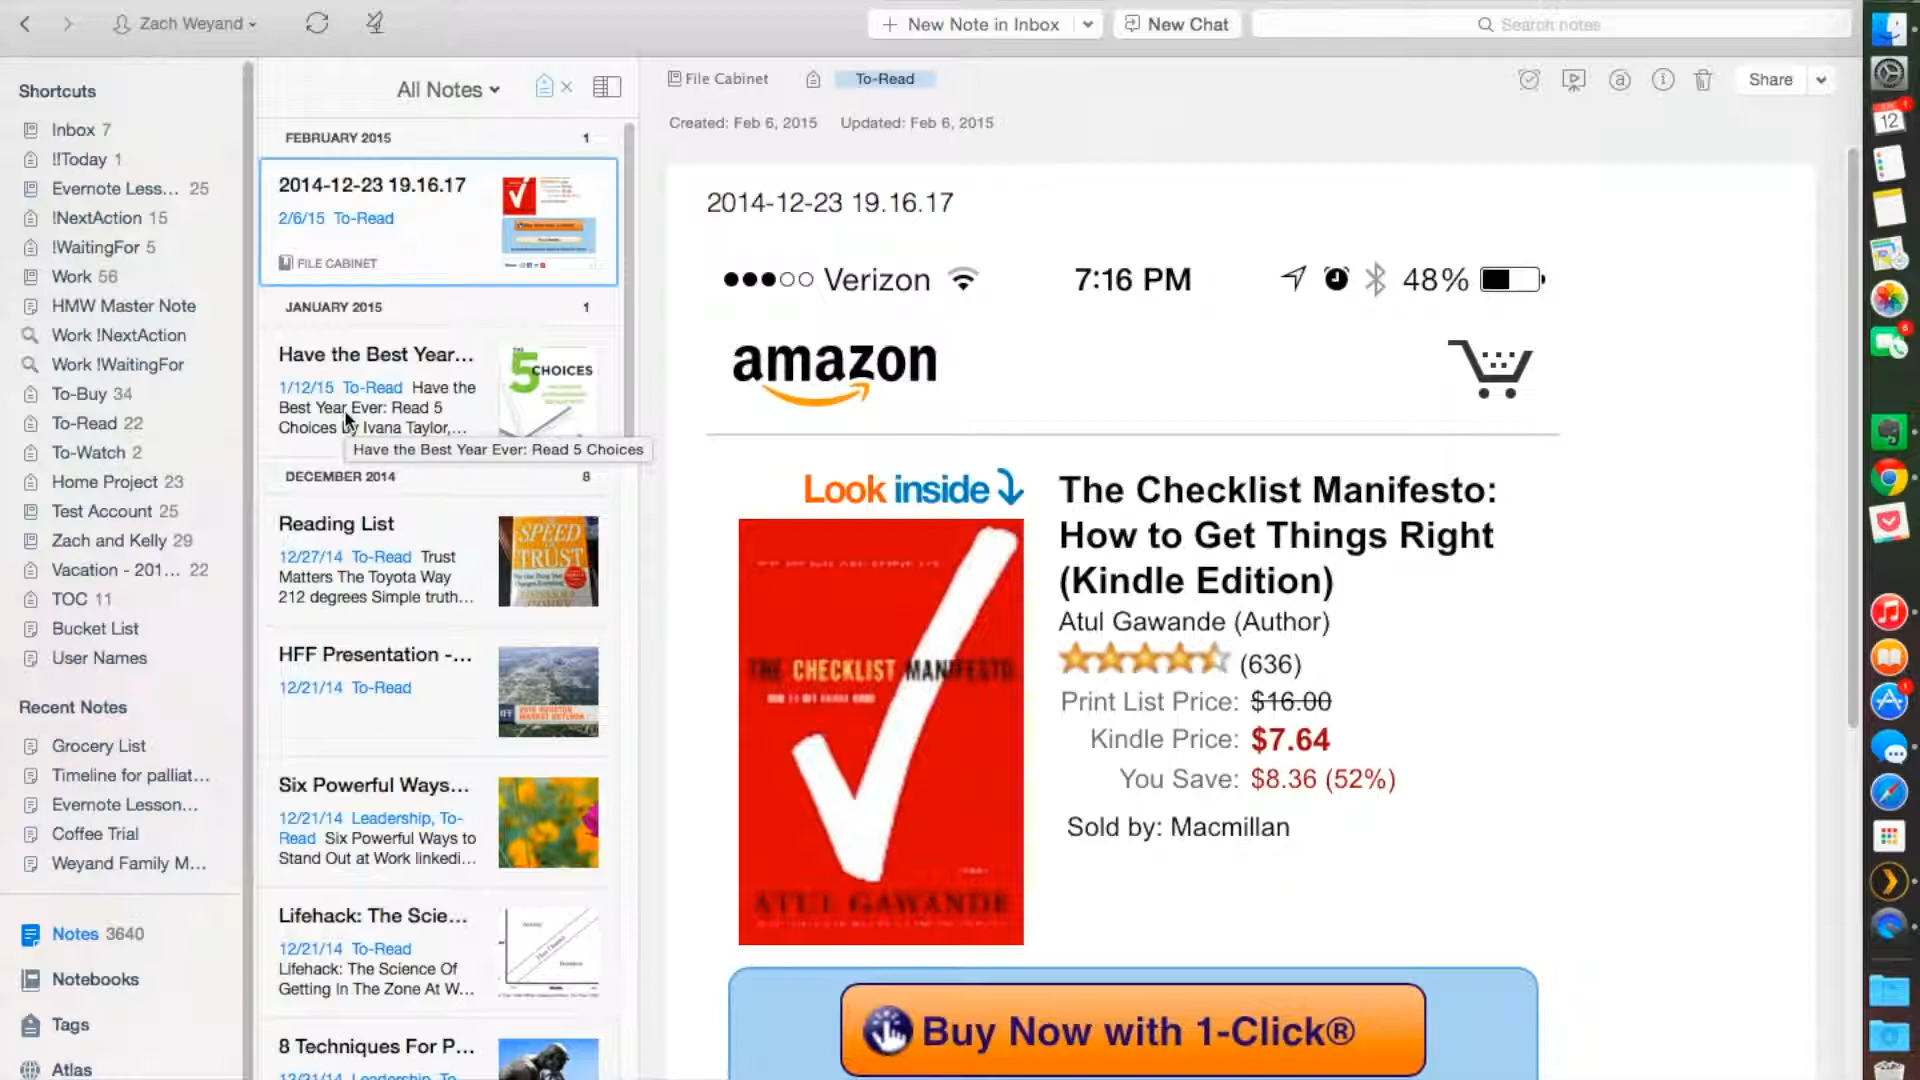 Zach Weyand
New Note in Inbox
New Chat
Search notes
Shortcuts
Inbox 7
!!Today 1
Evernote Less... 25
!NextAction 15
!WaitingFor 5
Work 56
HMW Master Note
Work !NextAction
Work !WaitingFor
To-Buy 34
To-Read 22
To-Watch 2
Home Project 23
Test Account 25
Zach and Kelly 29
Vacation - 201... 22
TOC 11
Bucket List
User Names
Recent Notes
Grocery List
Timeline for palliat...
Evernote Lesson...
Coffee Trial
Weyand Family M...
Notes 3640
Notebooks
Tags
Atlas
All Notes
FEBRUARY 2015 1
2014-12-23 19.16.17
2/6/15 To-Read
FILE CABINET
JANUARY 2015 1
Have the Best Year...
1/12/15 To-Read Have the
Best Year Ever: Read 5
Choices by Ivana Taylor,...
5 CHOICES
Have the Best Year Ever: Read 5 Choices
DECEMBER 2014 8
Reading List
12/27/14 To-Read Trust
Matters The Toyota Way
212 degrees Simple truth...
SPEED
TRUST
HFF Presentation -...
12/21/14 To-Read
Six Powerful Ways...
12/21/14 Leadership, To-
Read Six Powerful Ways to
Stand Out at Work linkedi...
Lifehack: The Scie...
12/21/14 To-Read
Lifehack: The Science Of
Getting In The Zone At W...
8 Techniques For P...
12/21/14 Leadership, To-
File Cabinet
To-Read
Share
Created: Feb 6, 2015 Updated: Feb 6, 2015
2014-12-23 19.16.17
Verizon 7:16 PM 48%
amazon
Look inside
The Checklist Manifesto:
How to Get Things Right
(Kindle Edition)
Atul Gawande (Author)
(636)
Print List Price: $16.00
Kindle Price: $7.64
You Save: $8.36 (52%)
Sold by: Macmillan
THE CHECKLIST MANIFESTO
ATUL GAWANDE
Buy Now with 1-Click®
12